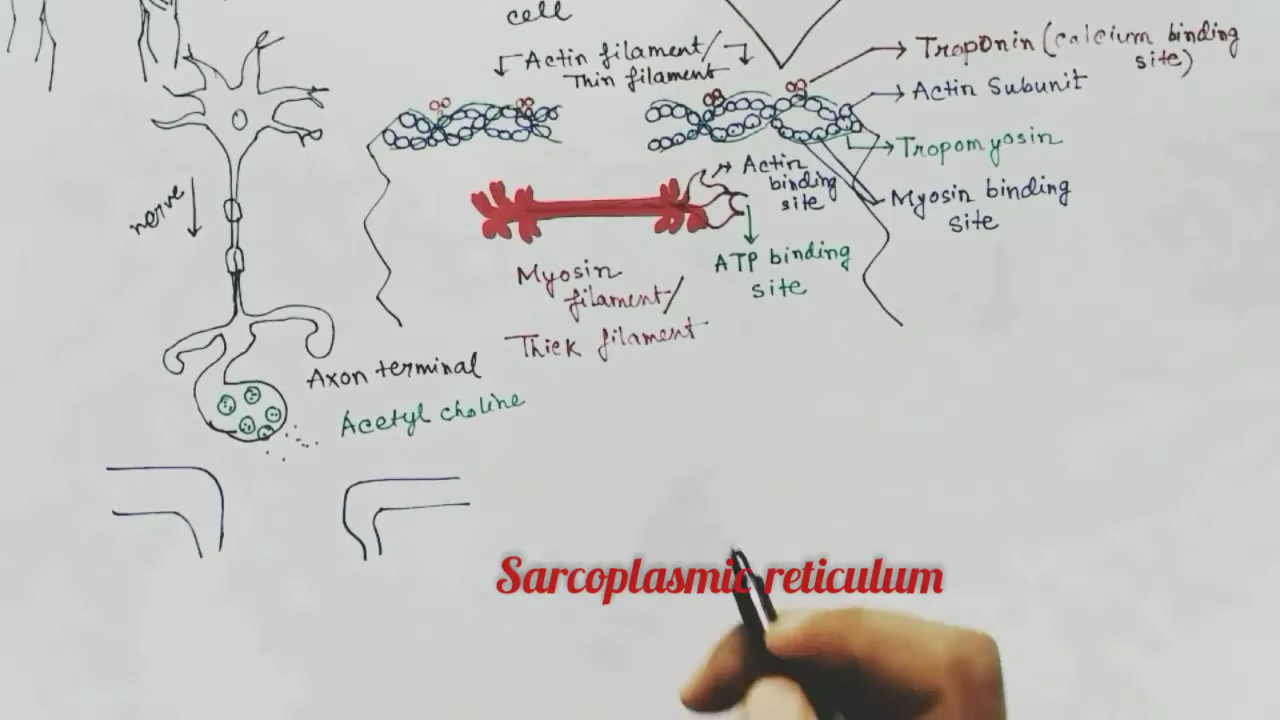 cell
Actin filament/
Thin filament
Troponin (calcium binding
site)
Actin Subunit
Tropomyosin
Myosin binding
site
Actin
binding
site
ATP binding
site
Myosin
filament/
Thick filament
nerve
Axon terminal
Acetyl choline
Sarcoplasmic reticulum